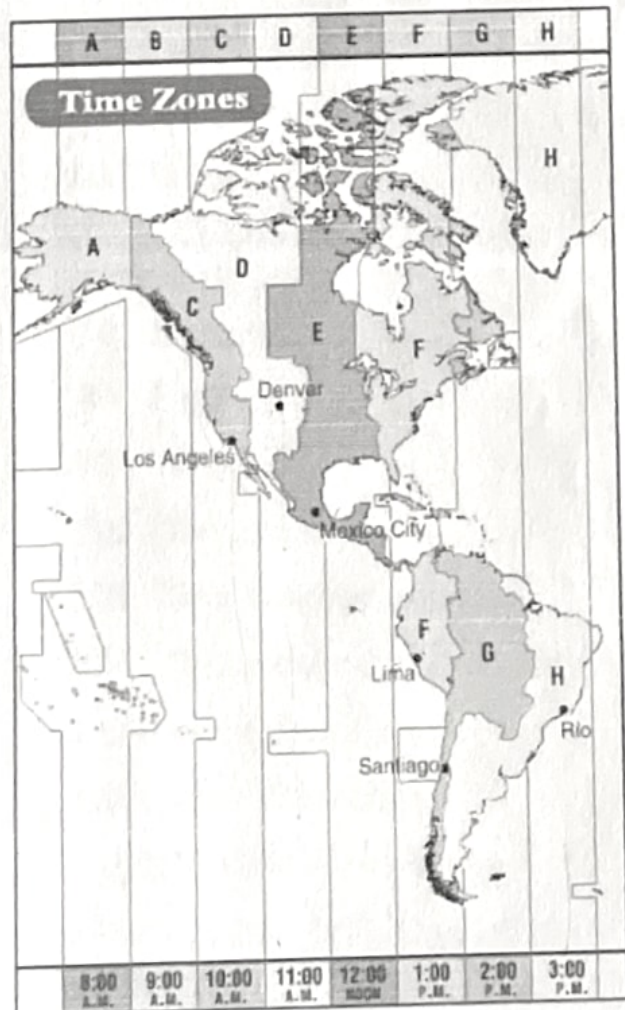 A B C D E F G H
Time Zones
H
A
D
C
E
F
Denver
Los Angeles
Mexico City
F
G
Lima
H
Rio
Santiago
8:00 9:00 10:00 11:00 12:00 1:00 2:00 3:00
A.M. A.M. A.M. A.M. NOON P.M. P.M. P.M.